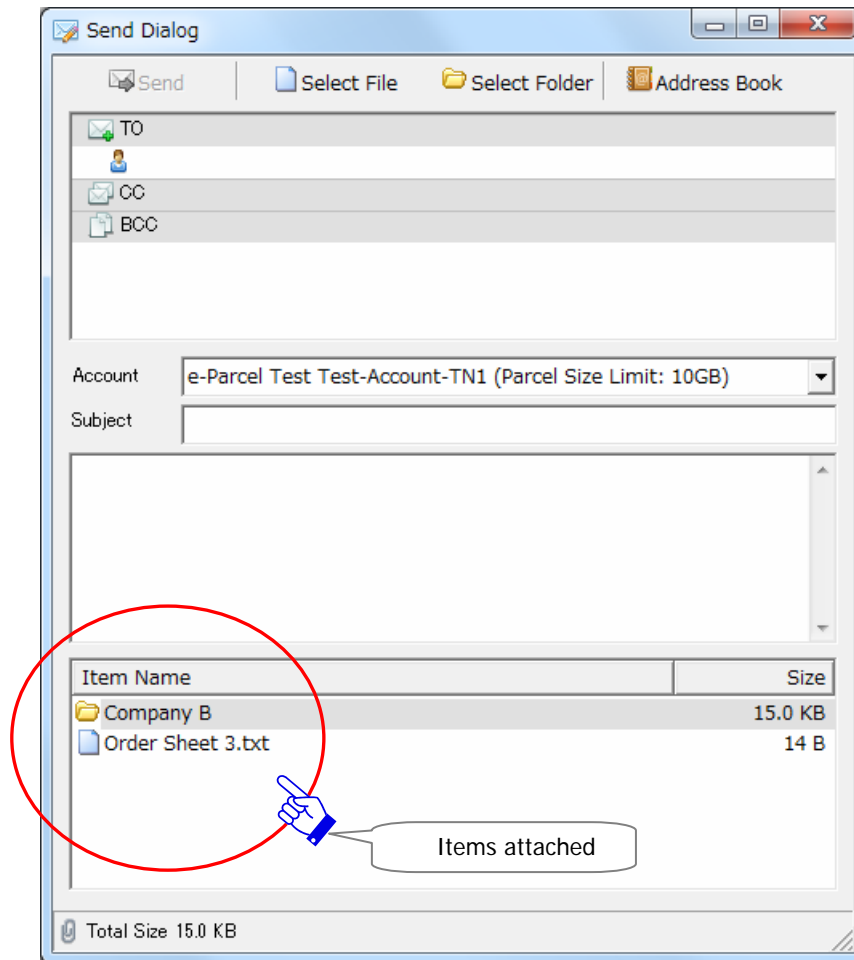 Send Dialog
Send Select File Select Folder Address Book
TO
CC
BCC
Account e-Parcel Test Test-Account-TN1 (Parcel Size Limit: 10GB)
Subject
Item Name Size
Company B 15.0 KB
Order Sheet 3.txt 14 B
Items attached
Total Size 15.0 KB